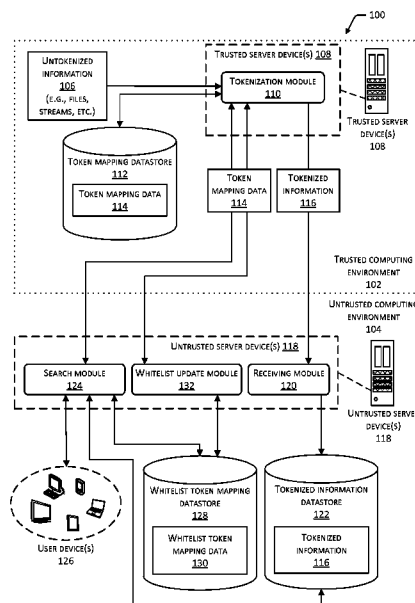 100
UNTOKENIZED
INFORMATION
106
(E.G., FILES,
STREAMS, ETC.)
TRUSTED SERVER
DEVICE(S) 108
TOKENIZATION MODULE
110
TRUSTED SERVER
DEVICE(S)
108
TOKEN MAPPING DATASTORE
112
TOKEN MAPPING DATA
114
TOKEN
MAPPING DATA
114
TOKENIZED
INFORMATION
116
TRUSTED COMPUTING
ENVIRONMENT
102
UNTRUSTED COMPUTING
ENVIRONMENT
104
UNTRUSTED SERVER DEVICE(S) 118
SEARCH MODULE
124
WHITELIST UPDATE MODULE
132
RECEIVING MODULE
120
UNTRUSTED SERVER
118
USER DEVICE(S)
126
WHITELIST TOKEN MAPPING
DATASTORE
128
WHITELIST TOKEN
MAPPING DATA
130
TOKENIZED INFORMATION
DATASTORE
122
TOKENIZED
INFORMATION
116